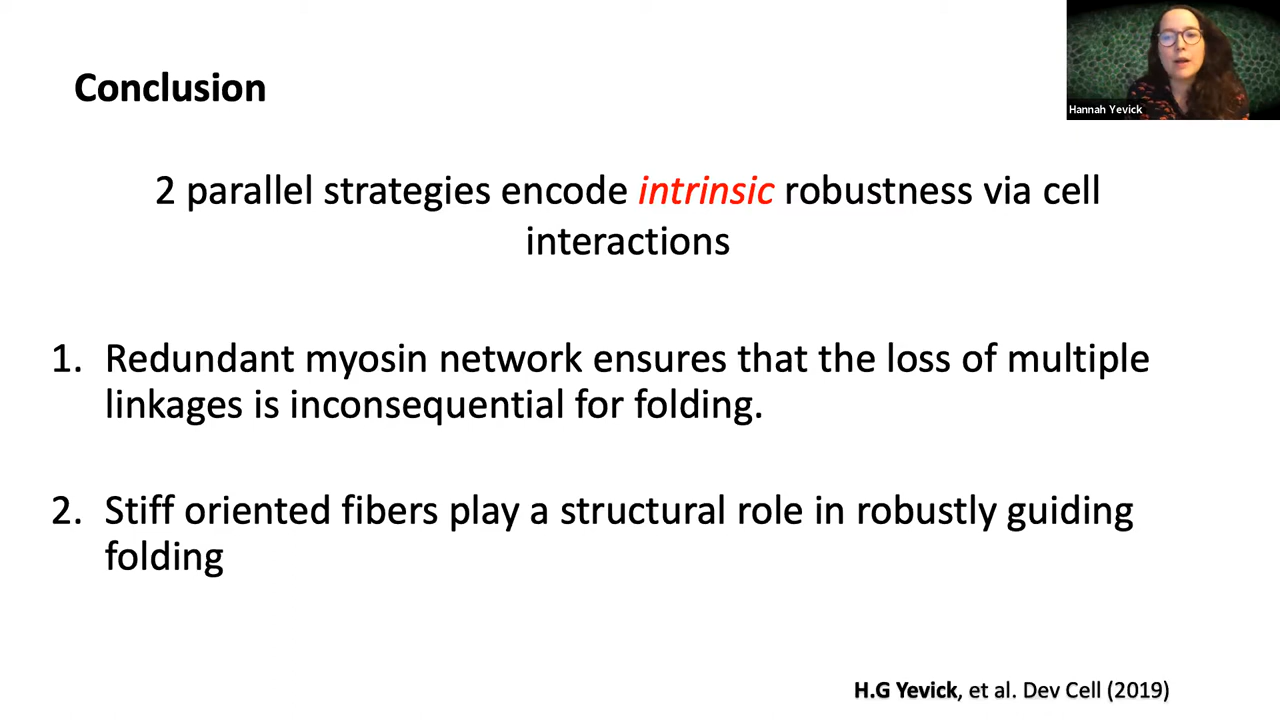 Hannah Yevick
Conclusion
2 parallel strategies encode intrinsic robustness via cell
interactions
1. Redundant myosin network ensures that the loss of multiple
linkages is inconsequential for folding.
2. Stiff oriented fibers play a structural role in robustly guiding
folding
H.G Yevick, et al. Dev Cell (2019)